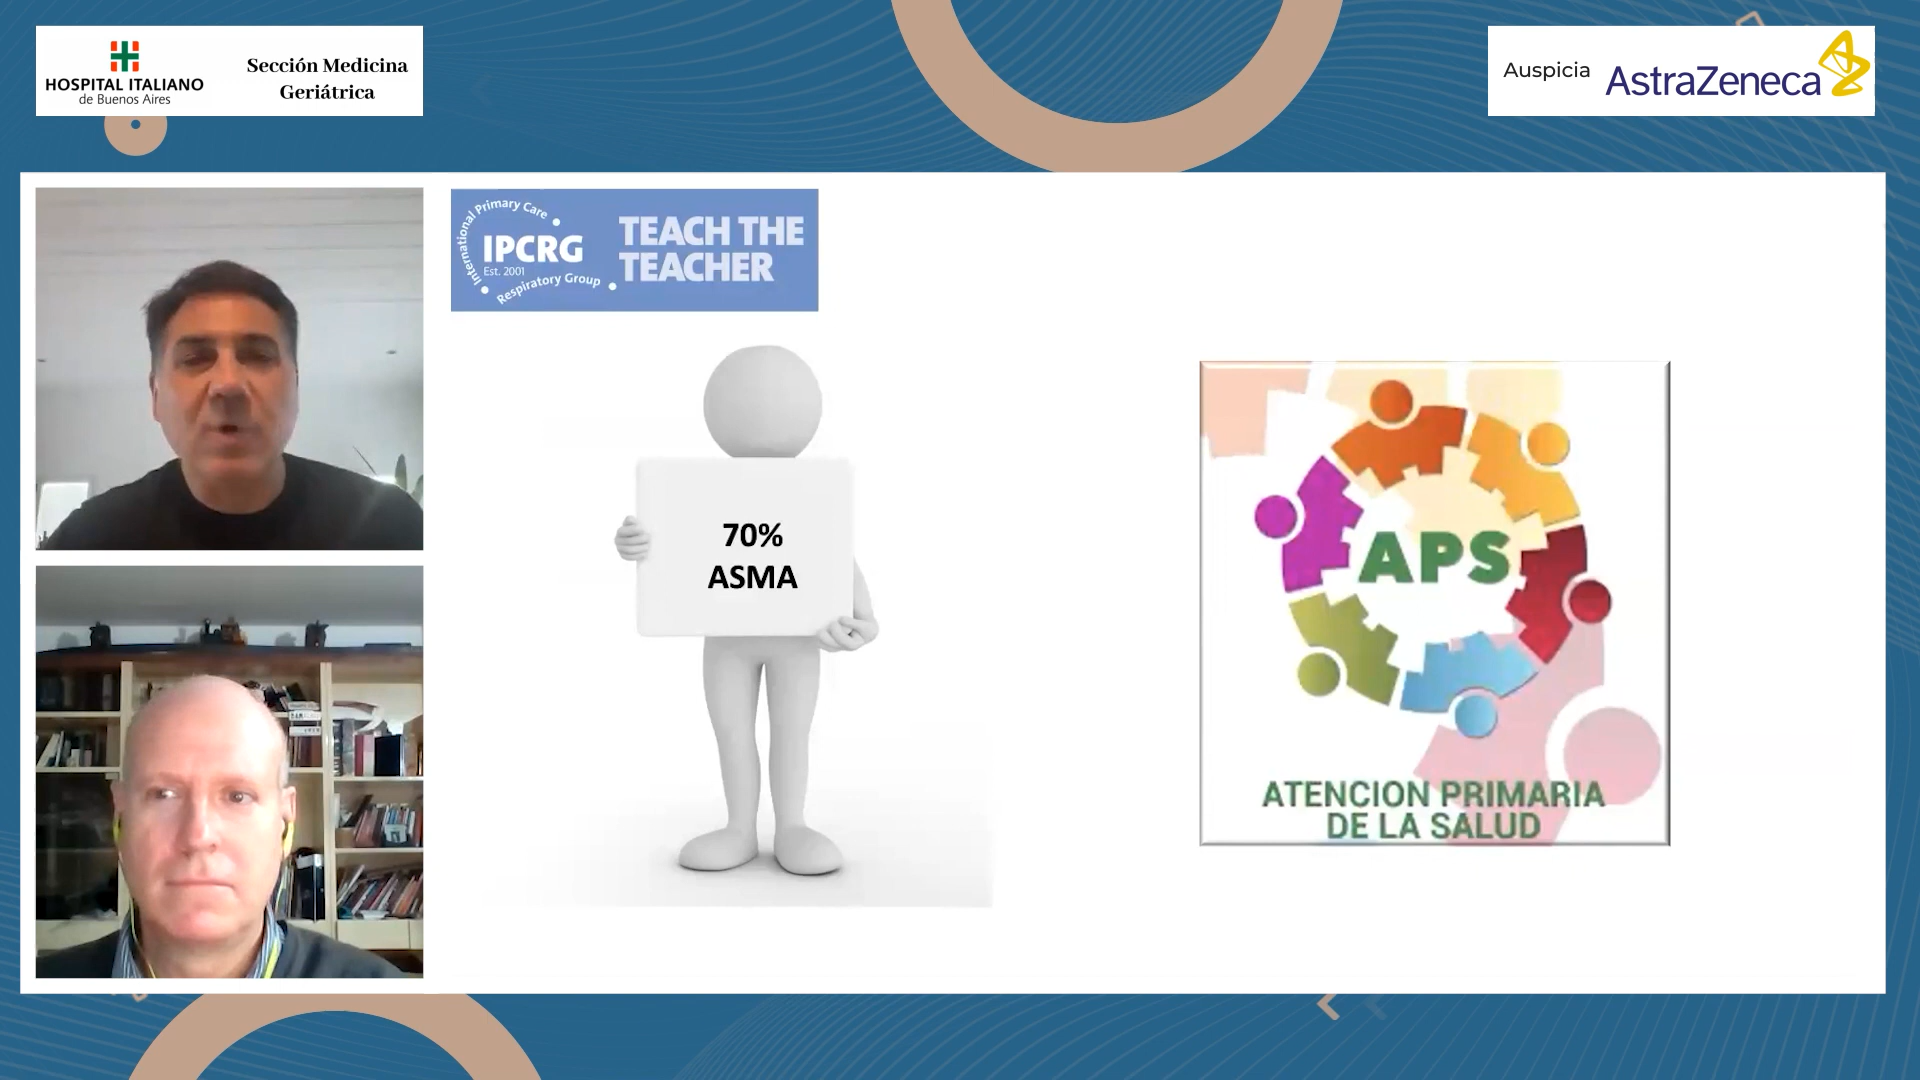 HOSPITAL ITALIANO
de Buenos Aires
Sección Medicina
Geriátrica
Auspicia
AstraZeneca
International Primary Care
IPCRG
Est. 2001
Respiratory Group
TEACH THE
TEACHER
70%
ASMA
APS
ATENCION PRIMARIA
DE LA SALUD